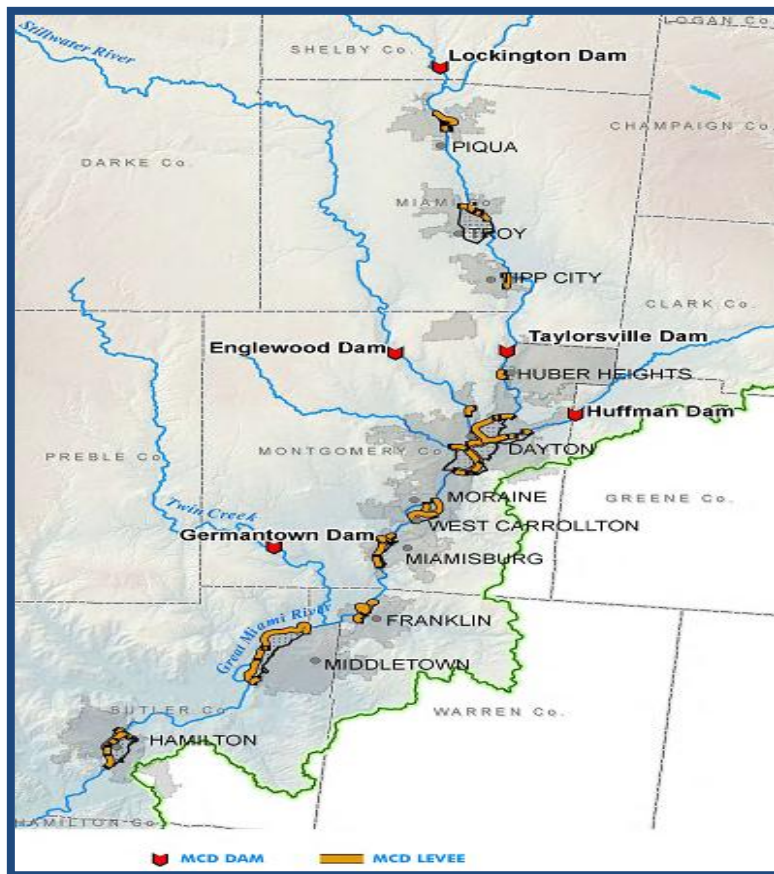 LOGAN Co.
Stillwater River
SHELBY Co.
Lockington Dam
CHAMPAIGN Co.
PIQUA
DARKE Co.
MIAMI Co.
TROY
TIPP CITY
CLARK Co.
Taylorsville Dam
Englewood Dam
HUBER HEIGHTS
Huffman Dam
MONTGOMERY Co.
DAYTON
PREBLE Co.
GREENE Co.
MORAINE
Twin Creek
WEST CARROLLTON
Germantown Dam
MIAMISBURG
Great Miami River
FRANKLIN
MIDDLETOWN
BUTLER Co.
WARREN Co.
HAMILTON
HAMILTON Co.
MCD DAM
MCD LEVEE